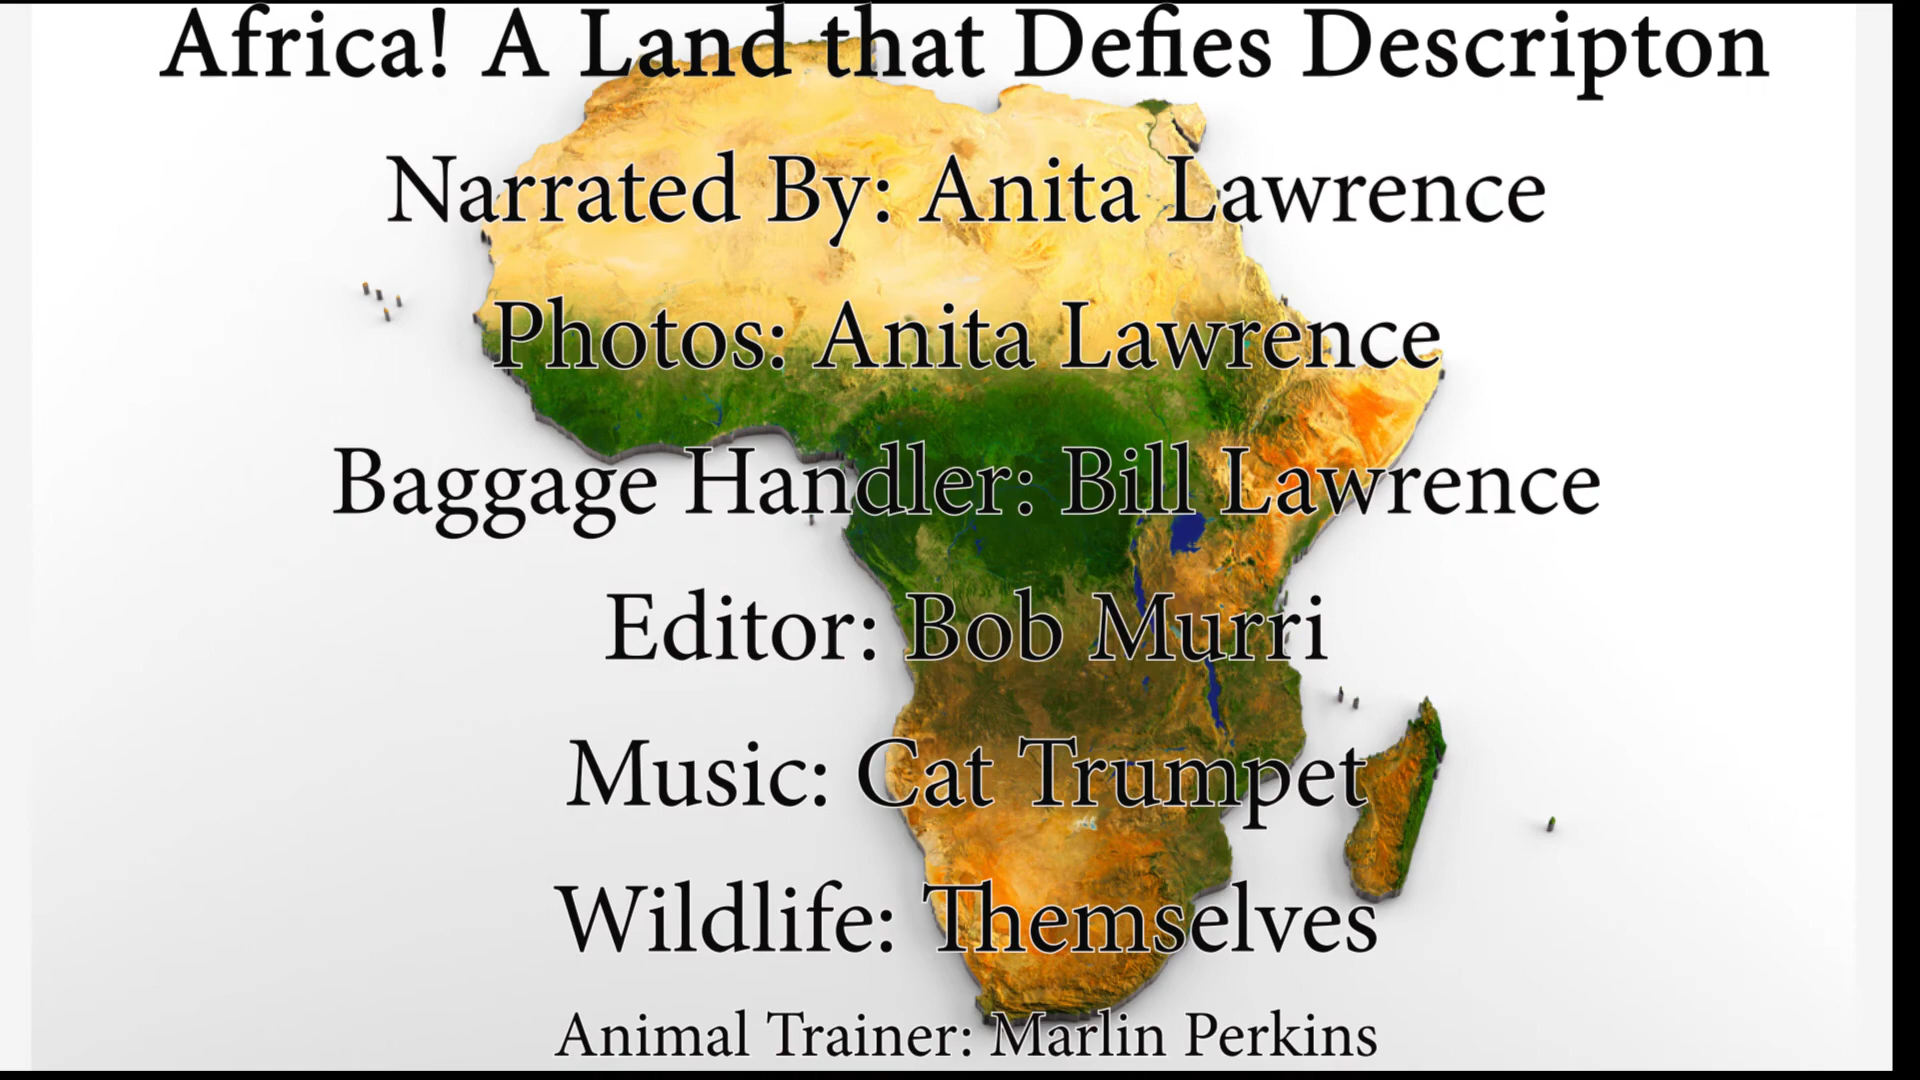 Africa! A Land that Defies Descripton
Narrated By: Anita Lawrence
Photos: Anita Lawrence
Baggage Handler: Bill Lawrence
Editor: Bob Murri
Music: Cat Trumpet
Wildlife: Themselves
Animal Trainer: Marlin Perkins